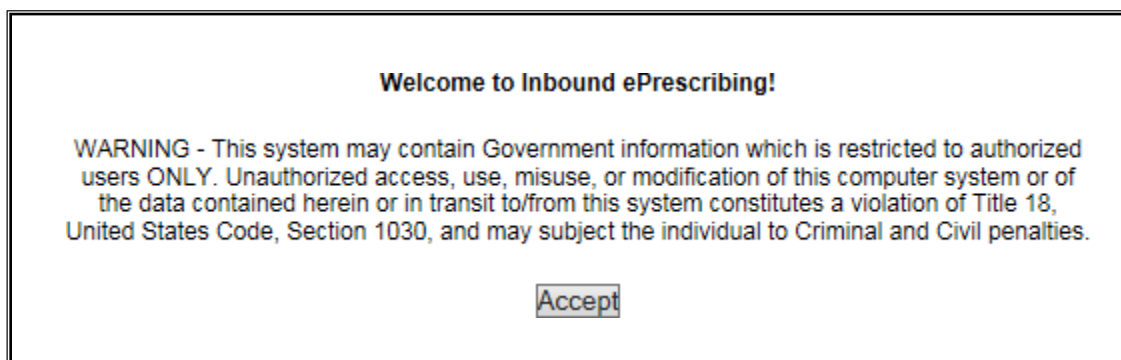 Welcome to Inbound ePrescribing!
WARNING - This system may contain Government information which is restricted to authorized
users ONLY. Unauthorized access, use, misuse, or modification of this computer system or of
the data contained herein or in transit to/from this system constitutes a violation of Title 18,
United States Code, Section 1030, and may subject the individual to Criminal and Civil penalties.
Accept